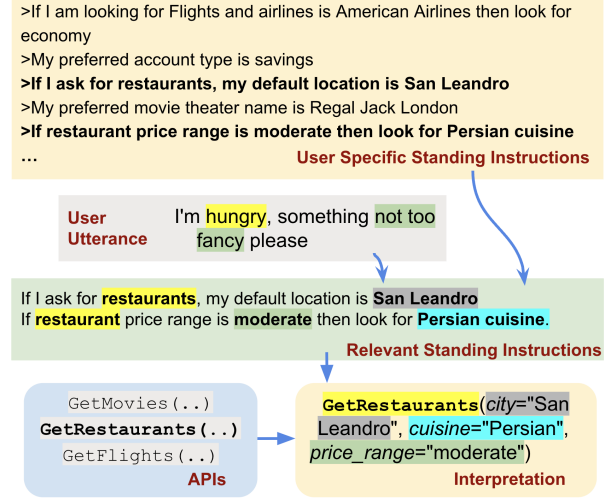 >If I am looking for Flights and airlines is American Airlines then look for
economy
>My preferred account type is savings
>If I ask for restaurants, my default location is San Leandro
>My preferred movie theater name is Regal Jack London
>If restaurant price range is moderate then look for Persian cuisine
...
User Specific Standing Instructions
User
Utterance
I'm hungry, something not too
fancy please
If I ask for restaurants, my default location is San Leandro
If restaurant price range is moderate then look for Persian cuisine.
Relevant Standing Instructions
GetMovies(..)
GetRestaurants(..)
GetFlights(..)
APIs
GetRestaurants(city="San
Leandro", cuisine="Persian",
price_range="moderate")
Interpretation